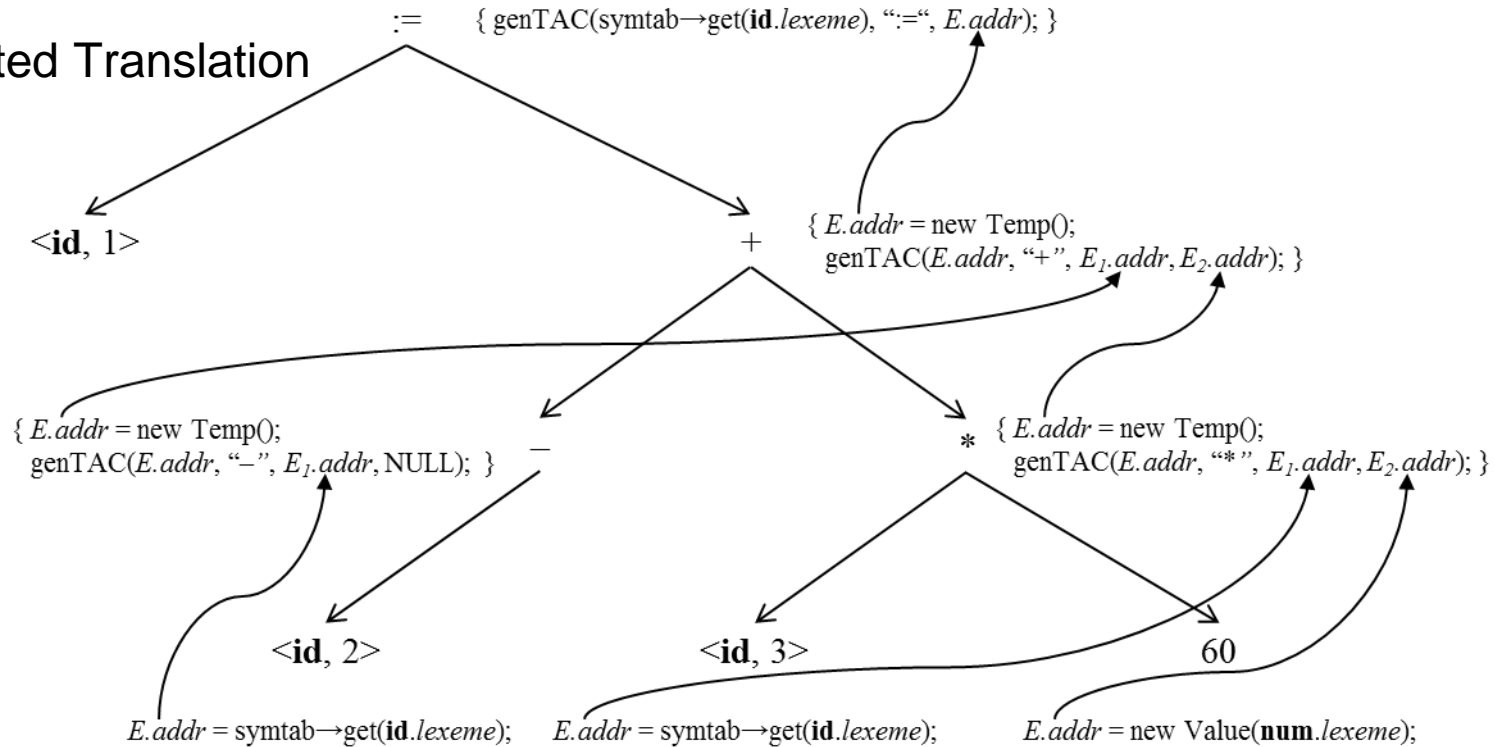 := { genTAC(symtab→get(id.lexeme), “:=“, E.addr); }
ted Translation
<id, 1>
+ { E.addr = new Temp();
genTAC(E.addr, “+”, E1.addr, E2.addr); }
{ E.addr = new Temp();
genTAC(E.addr, “–”, E1.addr, NULL); }
–
* { E.addr = new Temp();
genTAC(E.addr, “*”, E1.addr, E2.addr); }
<id, 2> <id, 3> 60
E.addr = symtab→get(id.lexeme); E.addr = symtab→get(id.lexeme); E.addr = new Value(num.lexeme);